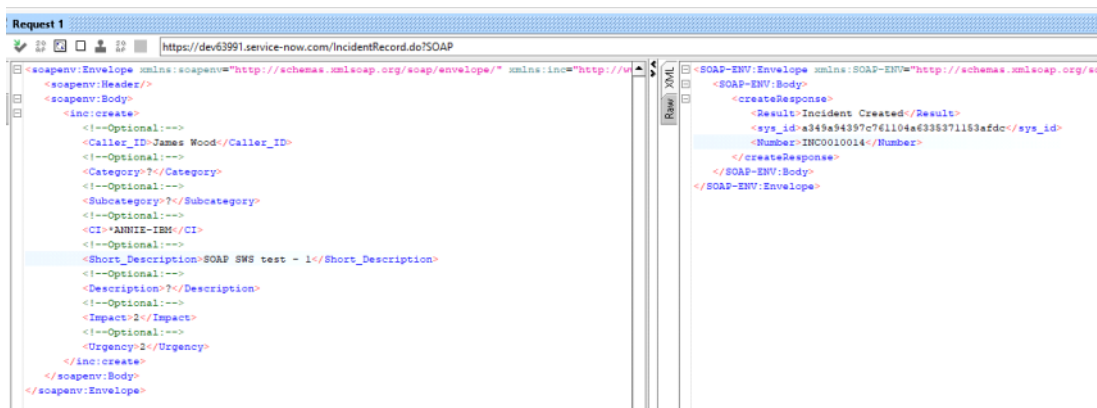 Request 1
https://dev63991.service-now.com/IncidentRecord.do?SOAP
<soapenv:Envelope xmlns:soapenv="http://schemas.xmlsoap.org/soap/envelope/" xmlns:inc="http://w
<soapenv:Header/>
<soapenv:Body>
<inc:create>
<!--Optional:-->
<Caller_ID>James Wood</Caller_ID>
<!--Optional:-->
<Category>?</Category>
<!--Optional:-->
<Subcategory>?</Subcategory>
<!--Optional:-->
<CI>*ANNIE-IBM</CI>
<!--Optional:-->
<Short_Description>SOAP SWS test - 1</Short_Description>
<!--Optional:-->
<Description>?</Description>
<!--Optional:-->
<Impact>2</Impact>
<!--Optional:-->
<Urgency>2</Urgency>
</inc:create>
</soapenv:Body>
</soapenv:Envelope>
XML
Raw
<SOAP-ENV:Envelope xmlns:SOAP-ENV="http://schemas.xmlsoap.org/so
<SOAP-ENV:Body>
<createResponse>
<Result>Incident Created</Result>
<sys_id>a349a94397c761104a6335371153afdc</sys_id>
<Number>INC0010014</Number>
</createResponse>
</SOAP-ENV:Body>
</SOAP-ENV:Envelope>